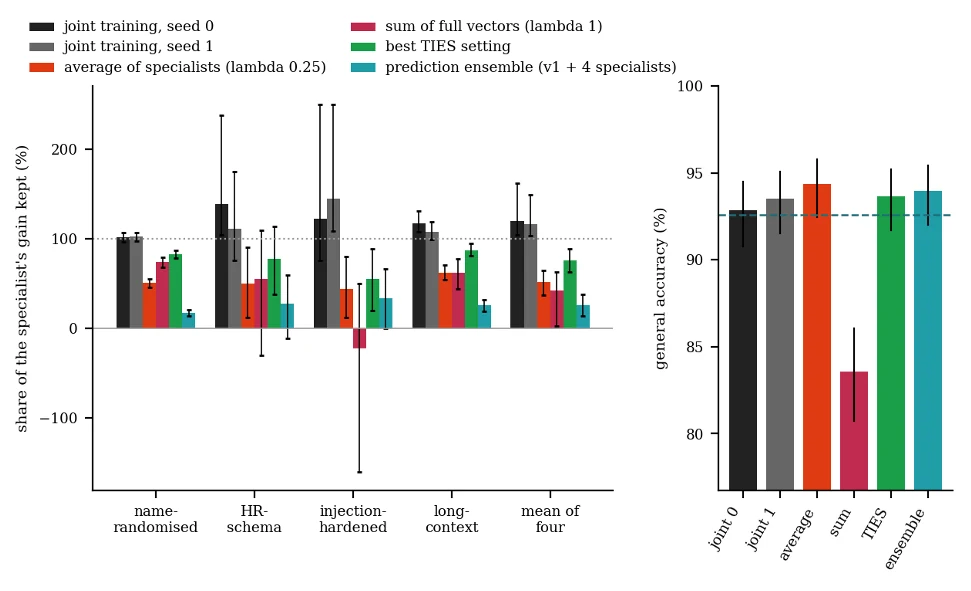 joint training, seed 0
joint training, seed 1
average of specialists (lambda 0.25)
sum of full vectors (lambda 1)
best TIES setting
prediction ensemble (v1 + 4 specialists)
share of the specialist's gain kept (%)
200
100
0
−100
name-
randomised
HR-
schema
injection-
hardened
long-
context
mean of
four
general accuracy (%)
100
95
90
85
80
joint 0
joint 1
average
sum
TIES
ensemble